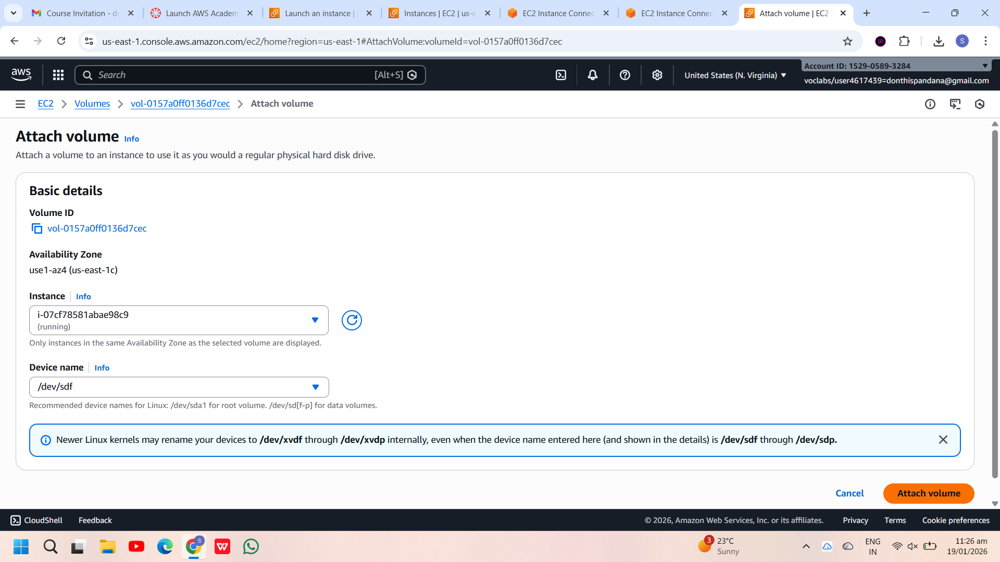 Course Invitation - do
Launch AWS Academ
Launch an instance |
Instances | EC2 | us-e
EC2 Instance Connec
EC2 Instance Connec
Attach volume | EC2
us-east-1.console.aws.amazon.com/ec2/home?region=us-east-1#AttachVolume:volumeId=vol-0157a0ff0136d7cec
S
aws
Search
[Alt+S]
United States (N. Virginia)
Account ID: 1529-0589-3284
voclabs/user4617439=donthispandana@gmail.com
EC2
Volumes
vol-0157a0ff0136d7cec
Attach volume
Attach volume Info
Attach a volume to an instance to use it as you would a regular physical hard disk drive.
Basic details
Volume ID
vol-0157a0ff0136d7cec
Availability Zone
use1-az4 (us-east-1c)
Instance Info
i-07cf78581abae98c9
(running)
Only instances in the same Availability Zone as the selected volume are displayed.
Device name Info
/dev/sdf
Recommended device names for Linux: /dev/sda1 for root volume. /dev/sd[f-p] for data volumes.
Newer Linux kernels may rename your devices to /dev/xvdf through /dev/xvdp internally, even when the device name entered here (and shown in the details) is /dev/sdf through /dev/sdp.
Cancel
Attach volume
CloudShell
Feedback
© 2026, Amazon Web Services, Inc. or its affiliates.
Privacy
Terms
Cookie preferences
S
W
3
23°C
Sunny
ENG
IN
11:26 am
19/01/2026